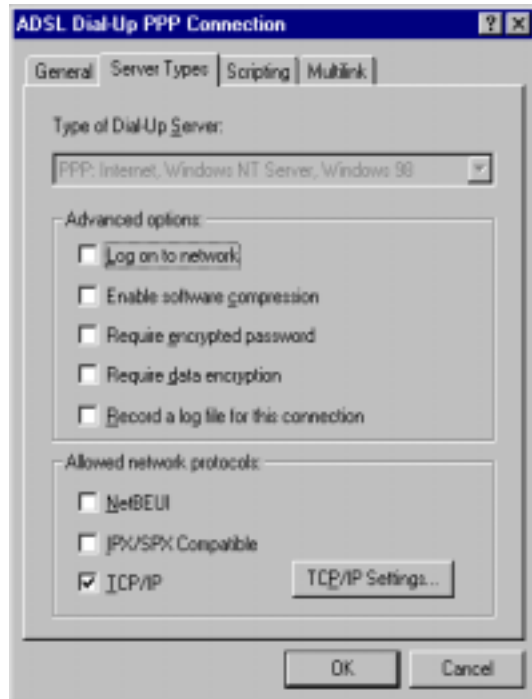 ADSL Dial-Up PPP Connection
General Server Types Scripting Multilink
Type of Dial-Up Server:
PPP: Internet, Windows NT Server, Windows 98
Advanced options:
Log on to network
Enable software compression
Require encrypted password
Require data encryption
Record a log file for this connection
Allowed network protocols:
NetBEUI
IPX/SPX Compatible
TCP/IP TCP/IP Settings...
OK Cancel